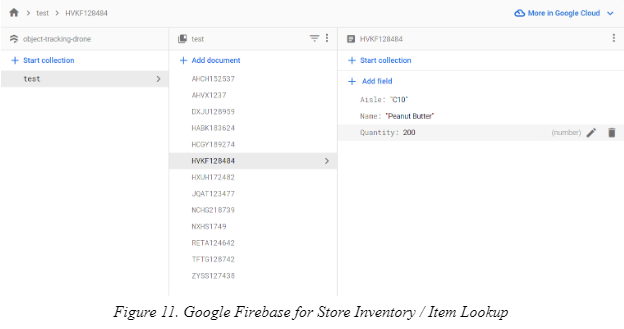 test > HVKF128484
More in Google Cloud
object-tracking-drone
+ Start collection
test
test
+ Add document
AHCH152537
AHVX1237
DXJU128959
HABK183624
HCGY189274
HVKF128484
HXUH172482
JQAT123477
NCHG218739
NXHS1749
RETA124642
TFTG128742
ZYSS127438
HVKF128484
+ Start collection
+ Add field
Aisle: "C10"
Name: "Peanut Butter"
Quantity: 200
(number)
Figure 11. Google Firebase for Store Inventory / Item Lookup